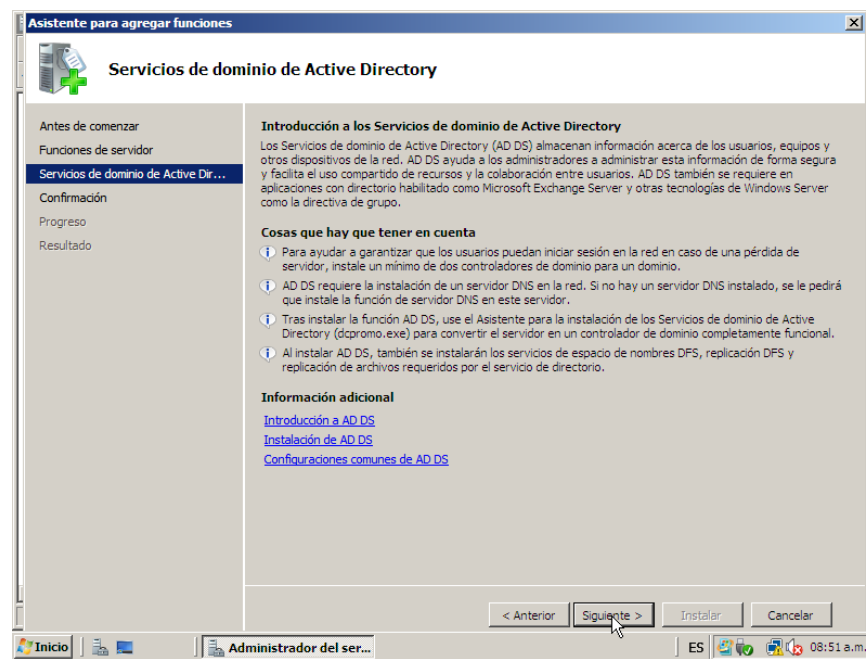 Asistente para agregar funciones
Servicios de dominio de Active Directory
Antes de comenzar
Funciones de servidor
Servicios de dominio de Active Dir...
Confirmación
Progreso
Resultado
Introducción a los Servicios de dominio de Active Directory
Los Servicios de dominio de Active Directory (AD DS) almacenan información acerca de los usuarios, equipos y
otros dispositivos de la red. AD DS ayuda a los administradores a administrar esta información de forma segura
y facilita el uso compartido de recursos y la colaboración entre usuarios. AD DS también se requiere en
aplicaciones con directorio habilitado como Microsoft Exchange Server y otras tecnologías de Windows Server
como la directiva de grupo.
Cosas que hay que tener en cuenta
Para ayudar a garantizar que los usuarios puedan iniciar sesión en la red en caso de una pérdida de
servidor, instale un mínimo de dos controladores de dominio para un dominio.
AD DS requiere la instalación de un servidor DNS en la red. Si no hay un servidor DNS instalado, se le pedirá
que instale la función de servidor DNS en este servidor.
Tras instalar la función AD DS, use el Asistente para la instalación de los Servicios de dominio de Active
Directory (dcpromo.exe) para convertir el servidor en un controlador de dominio completamente funcional.
Al instalar AD DS, también se instalarán los servicios de espacio de nombres DFS, replicación DFS y
replicación de archivos requeridos por el servicio de directorio.
Información adicional
Introducción a AD DS
Instalación de AD DS
Configuraciones comunes de AD DS
< Anterior
Siguiente >
Instalar
Cancelar
Inicio
Administrador del ser...
ES
08:51 a.m.